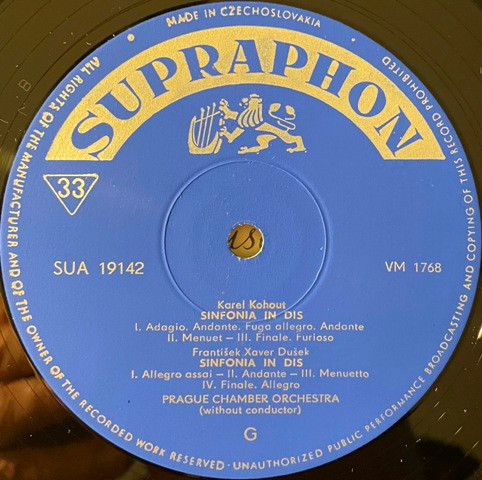 MADE IN CZECHOSLOVAKIA
SUPRAPHON
ALL RIGHTS OF THE MANUFACTURER AND OF THE OWNER OF THE RECORDED WORK RESERVED · UNAUTHORIZED PUBLIC PERFORMANCE BROADCASTING AND COPYING OF THIS RECORD PROHIBITED
33
SUA 19142
VM 1768
Karel Kohout
SINFONIA IN DIS
I. Adagio. Andante. Fuga allegro. Andante
II. Menuet – III. Finale. Furioso
František Xaver Dušek
SINFONIA IN DIS
I. Allegro assai – II. Andante – III. Menuetto
IV. Finale. Allegro
PRAGUE CHAMBER ORCHESTRA
(without conductor)
G